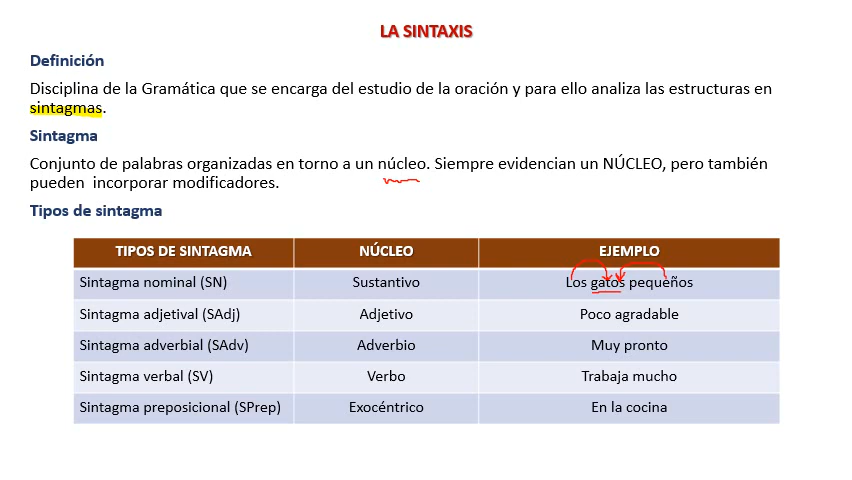 LA SINTAXIS
Definición
Disciplina de la Gramática que se encarga del estudio de la oración y para ello analiza las estructuras en
sintagmas.
Sintagma
Conjunto de palabras organizadas en torno a un núcleo. Siempre evidencian un NÚCLEO, pero también
pueden incorporar modificadores.
Tipos de sintagma
TIPOS DE SINTAGMA NÚCLEO EJEMPLO
Sintagma nominal (SN) Sustantivo Los gatos pequeños
Sintagma adjetival (SAdj) Adjetivo Poco agradable
Sintagma adverbial (SAdv) Adverbio Muy pronto
Sintagma verbal (SV) Verbo Trabaja mucho
Sintagma preposicional (SPrep) Exocéntrico En la cocina